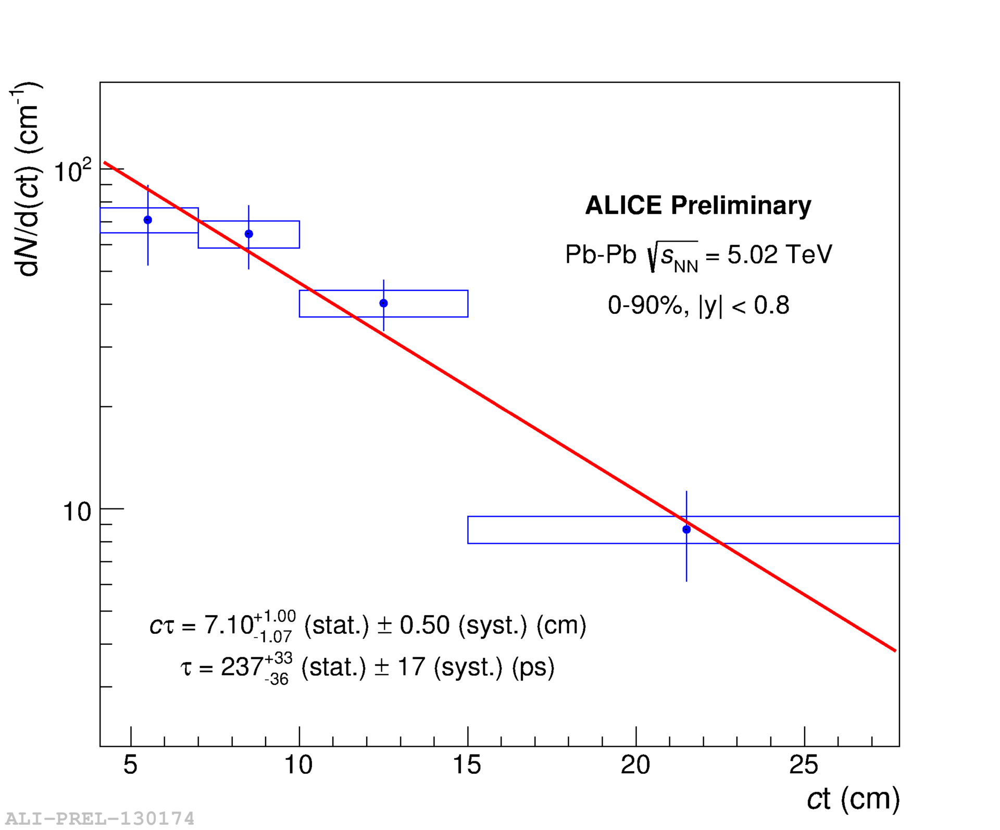 dN/d(ct) (cm⁻¹)
10²
10
ALICE Preliminary
Pb-Pb √sNN = 5.02 TeV
0-90%, |y| < 0.8
cτ = 7.10 +1.00 -1.07 (stat.) ± 0.50 (syst.) (cm)
τ = 237 +33 -36 (stat.) ± 17 (syst.) (ps)
5 10 15 20 25
ct (cm)
ALI-PREL-130174